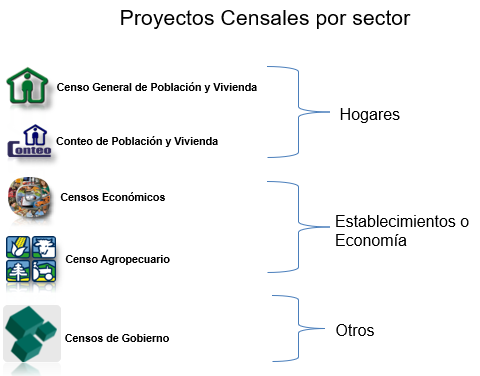 Proyectos Censales por sector
Censo General de Población y Vivienda
Hogares
Conteo
Conteo de Población y Vivienda
Censos Económicos
Establecimientos o
Economía
Censo Agropecuario
Censos de Gobierno
Otros